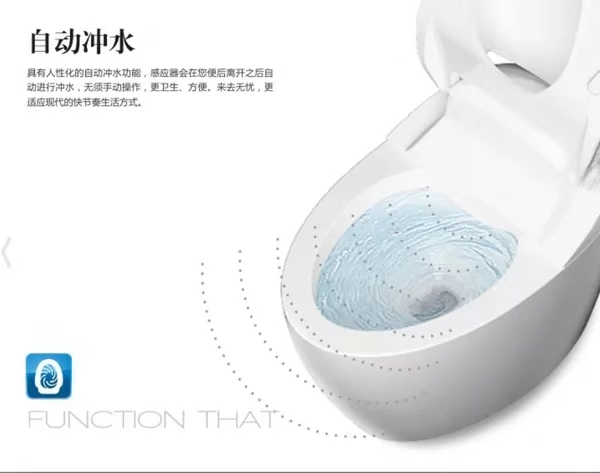 自动冲水
具有人性化的自动冲水功能，感应器会在您便后离开之后自
动进行冲水，无须手动操作，更卫生、方便。来去无忧，更
适应现代的快节奏生活方式。
FUNCTION THAT